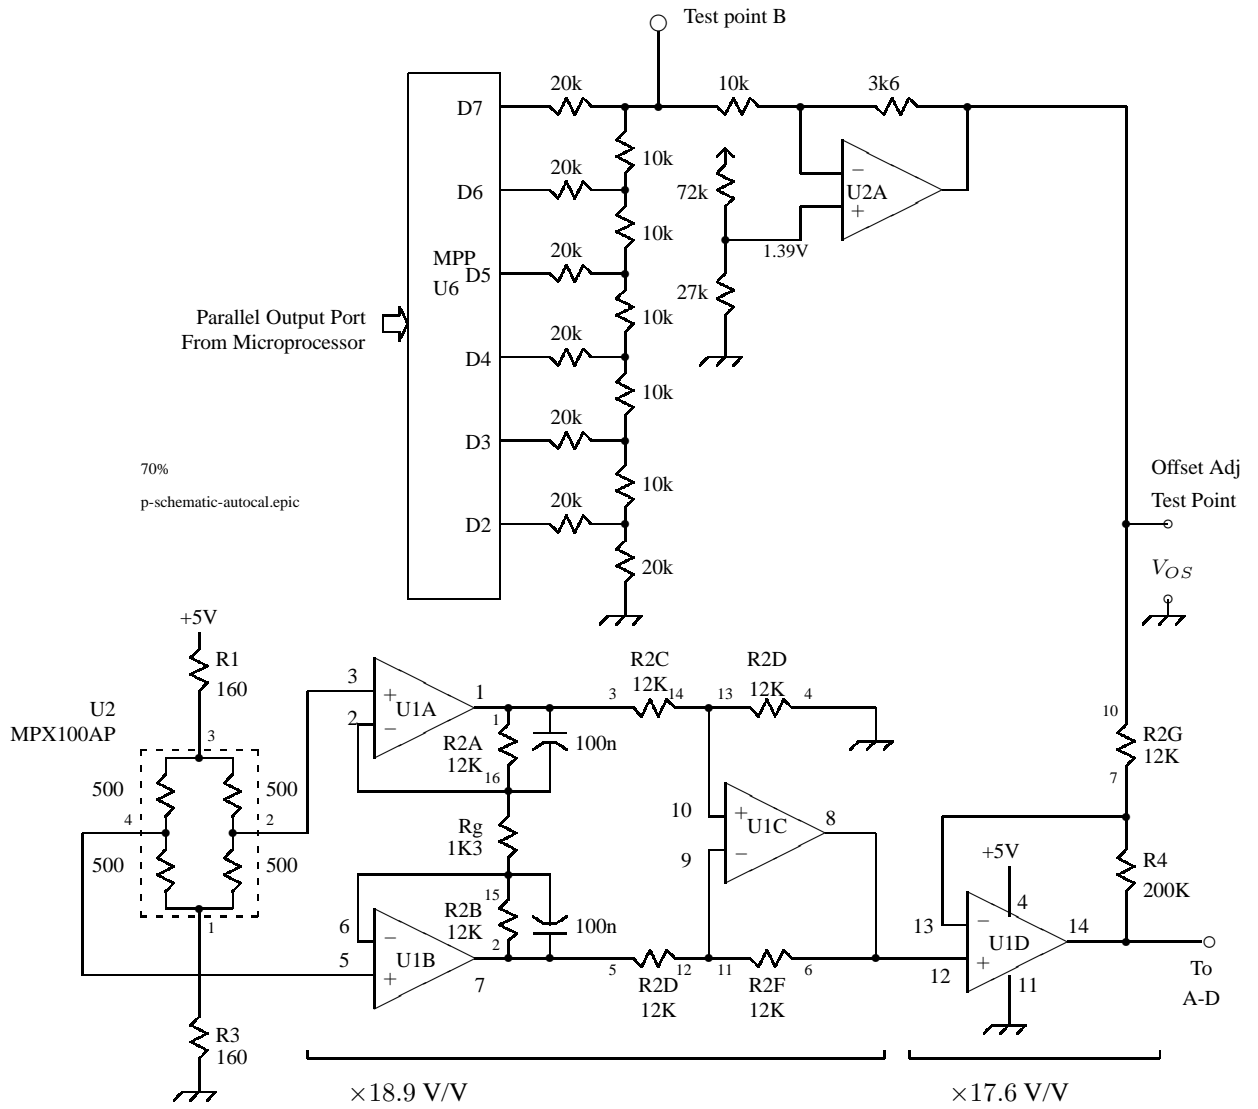 Test point B
20k
10k
3k6
D7
10k
20k
D6
72k
U2A
−
+
10k
20k
1.39V
MPP
D5
U6
27k
10k
Parallel Output Port
From Microprocessor
20k
D4
10k
20k
D3
70%
Offset Adj
p-schematic-autocal.epic
10k
Test Point
20k
D2
20k
V_OS
+5V
R1
160
R2C
12K
R2D
12K
3
14
13
4
U2
MPX100AP
3
+
U1A
1
2
−
1
R2A
12K
100n
16
10
R2G
12K
7
3
500
500
4
2
500
500
1
Rg
1K3
10
+
U1C
8
9
−
+5V
R4
200K
15
R2B
12K
100n
2
6
−
U1B
5
+
7
4
13
−
U1D
14
12
+
11
5
12
11
6
R2D
12K
R2F
12K
To
A-D
R3
160
×18.9 V/V
×17.6 V/V